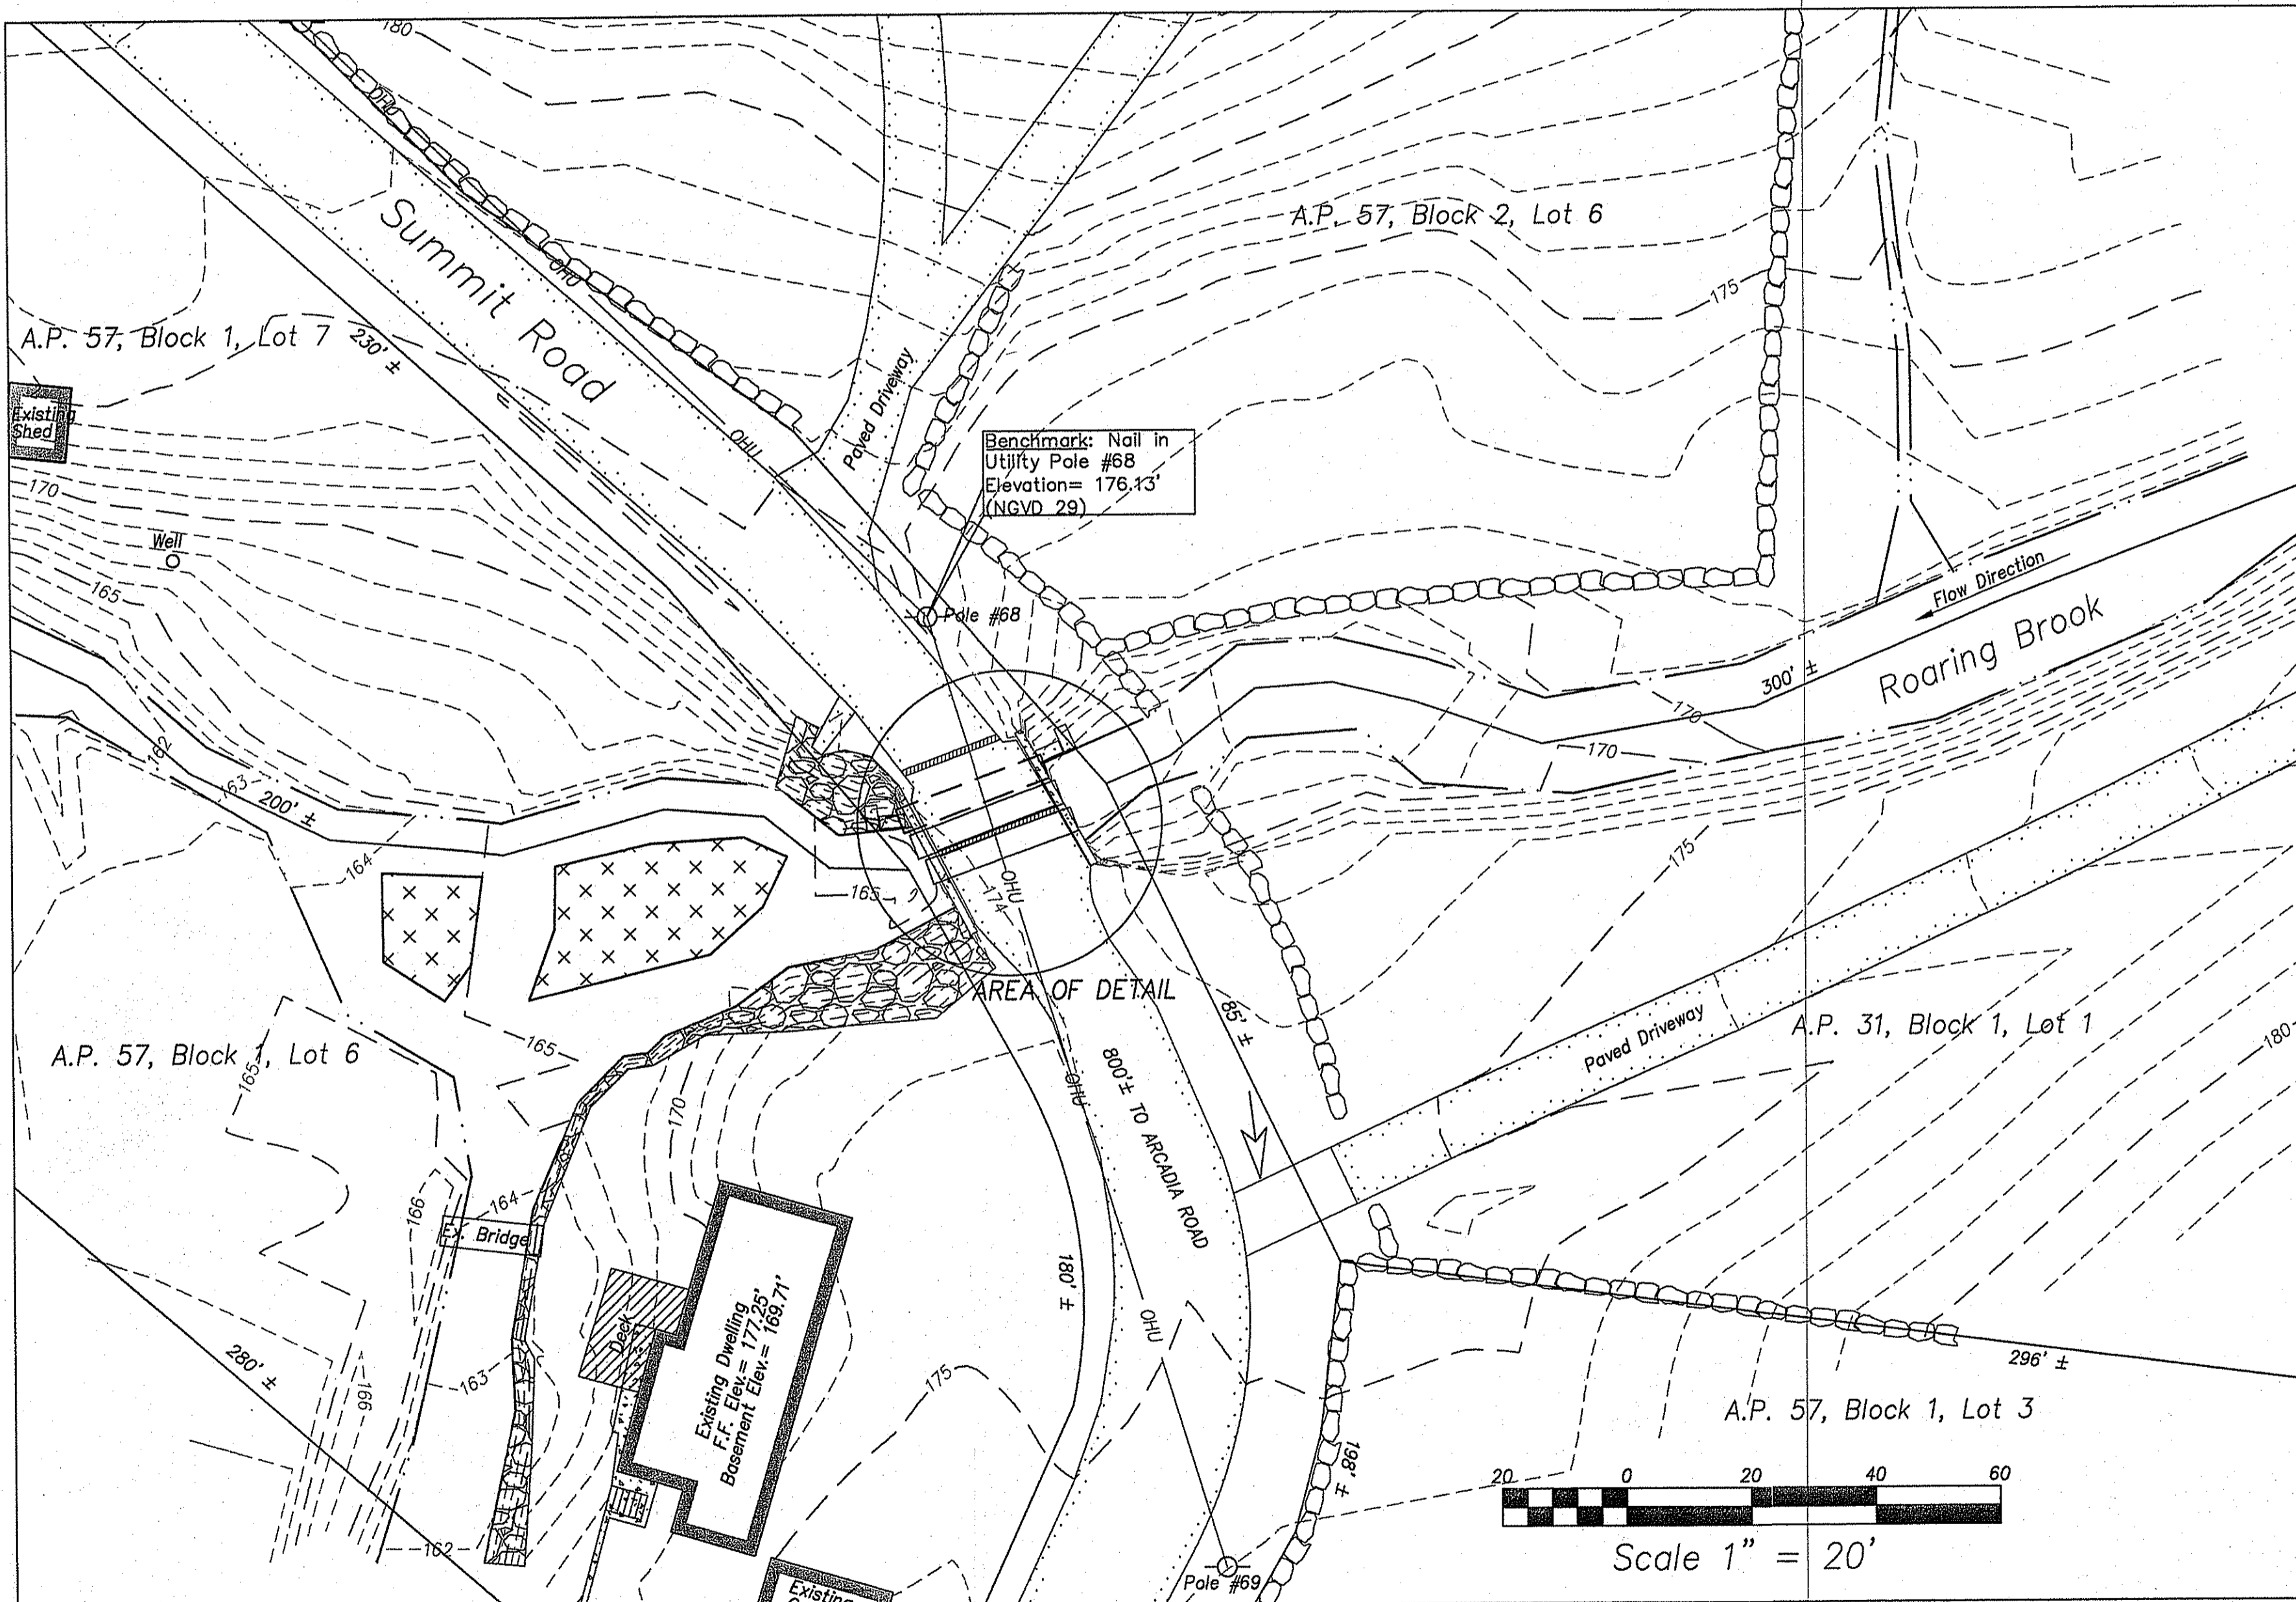 180
OHU
Summit Road
A.P. 57, Block 2, Lot 6
OHU
175
A.P. 57, Block 1, Lot 7
230' ±
Existing
Shed
OHU
Paved Driveway
Benchmark: Nail in
Utility Pole #68
Elevation= 176.13'
(NGVD 29)
170
Well
165
Pole #68
Flow Direction
Roaring Brook
300' ±
170
170
162
163
200' ±
164
165
OHU
174
175
AREA OF DETAIL
85' ±
Paved Driveway
A.P. 31, Block 1, Lot 1
180
A.P. 57, Block 1, Lot 6
165
165
170
OHU
800'± TO ARCADIA ROAD
164
166
Ex. Bridge
180' ±
Existing Dwelling
F.F. Elev.= 177.25'
Basement Elev.= 169.71'
Deck
OHU
280' ±
166
163
175
296' ±
A.P. 57, Block 1, Lot 3
198' ±
20 0 20 40 60
Scale 1" = 20'
162
Pole #69
Existing